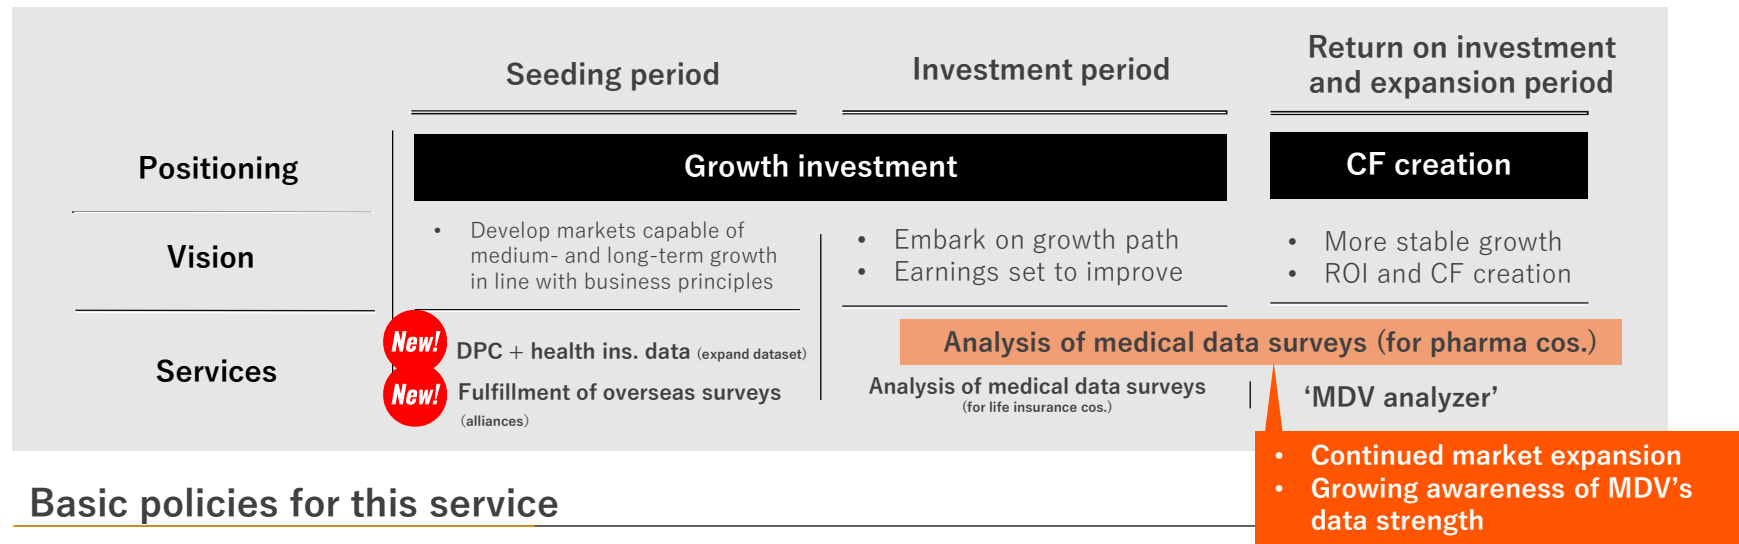 Seeding period
Investment period
Return on investment
and expansion period
Positioning
Growth investment
CF creation
Vision
• Develop markets capable of
medium- and long-term growth
in line with business principles
• Embark on growth path
• Earnings set to improve
• More stable growth
• ROI and CF creation
Services
New! DPC + health ins. data (expand dataset)
New! Fulfillment of overseas surveys
(alliances)
Analysis of medical data surveys (for pharma cos.)
Analysis of medical data surveys
(for life insurance cos.)
‘MDV analyzer’
• Continued market expansion
• Growing awareness of MDV’s
data strength
Basic policies for this service